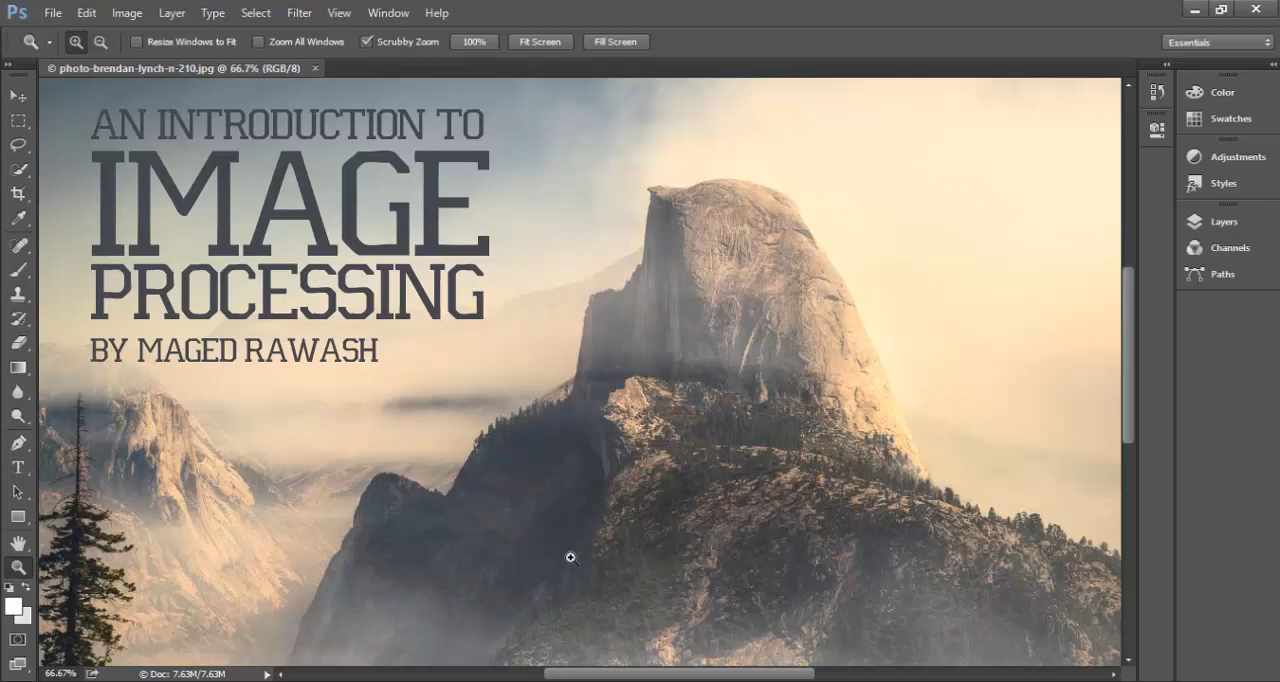 Ps File Edit Image Layer Type Select Filter View Window Help
Resize Windows to Fit Zoom All Windows Scrubby Zoom 100% Fit Screen Fill Screen Essentials
© photo-brendan-lynch-n-210.jpg @ 66.7% (RGB/8) ×
AN INTRODUCTION TO
IMAGE
PROCESSING
BY MAGED RAWASH
Color
Swatches
Adjustments
Styles
Layers
Channels
Paths
T
66.67% © Doc: 7.63M/7.63M